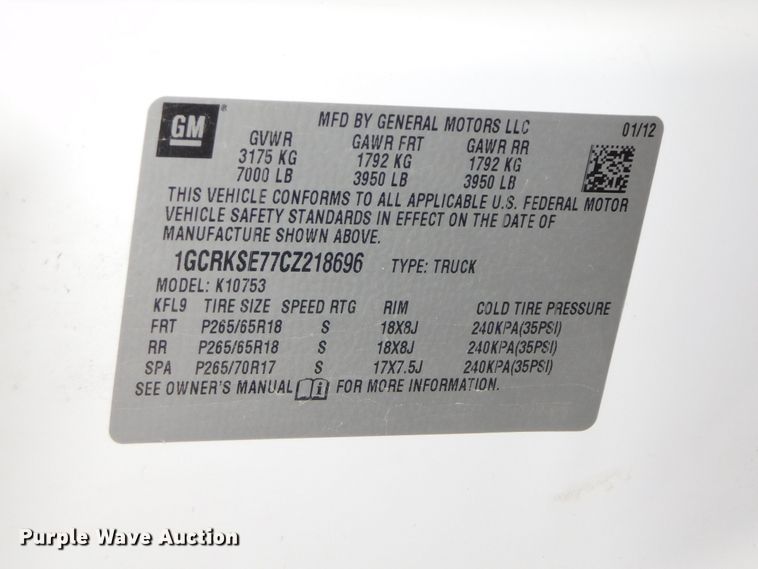 GM ®
MFD BY GENERAL MOTORS LLC 01/12
GVWR GAWR FRT GAWR RR
3175 KG 1792 KG 1792 KG
7000 LB 3950 LB 3950 LB
THIS VEHICLE CONFORMS TO ALL APPLICABLE U.S. FEDERAL MOTOR
VEHICLE SAFETY STANDARDS IN EFFECT ON THE DATE OF
MANUFACTURE SHOWN ABOVE.
1GCRKSE77CZ218696 TYPE: TRUCK
MODEL: K10753
KFL9 TIRE SIZE SPEED RTG RIM COLD TIRE PRESSURE
FRT P265/65R18 S 18X8J 240KPA(35PSI)
RR P265/65R18 S 18X8J 240KPA(35PSI)
SPA P265/70R17 S 17X7.5J 240KPA(35PSI)
SEE OWNER'S MANUAL FOR MORE INFORMATION.
Purple Wave Auction